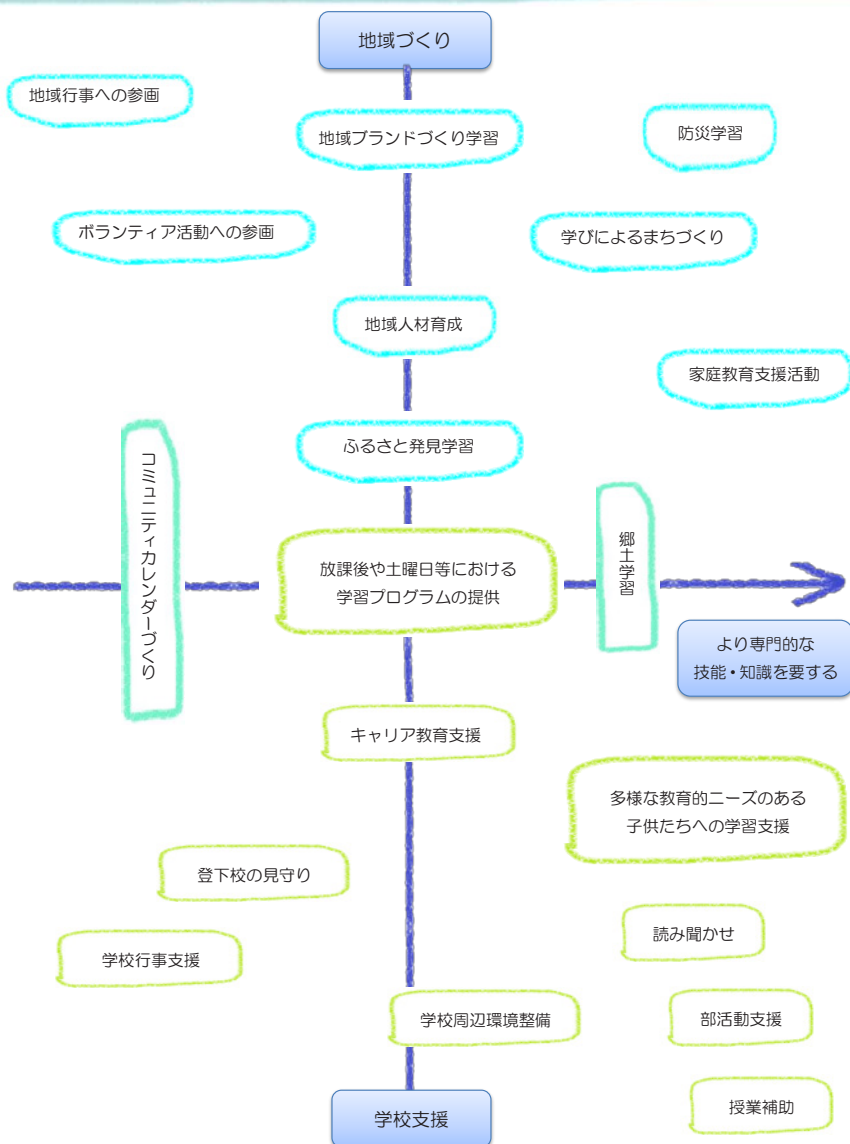 地域づくり
地域行事への参画
地域ブランドづくり学習
防災学習
ボランティア活動への参画
学びによるまちづくり
地域人材育成
家庭教育支援活動
ふるさと発見学習
コミュニティカレンダーづくり
放課後や土曜日等における
学習プログラムの提供
郷土学習
より専門的な
技能・知識を要する
キャリア教育支援
多様な教育的ニーズのある
子供たちへの学習支援
登下校の見守り
読み聞かせ
学校行事支援
学校周辺環境整備
部活動支援
授業補助
学校支援